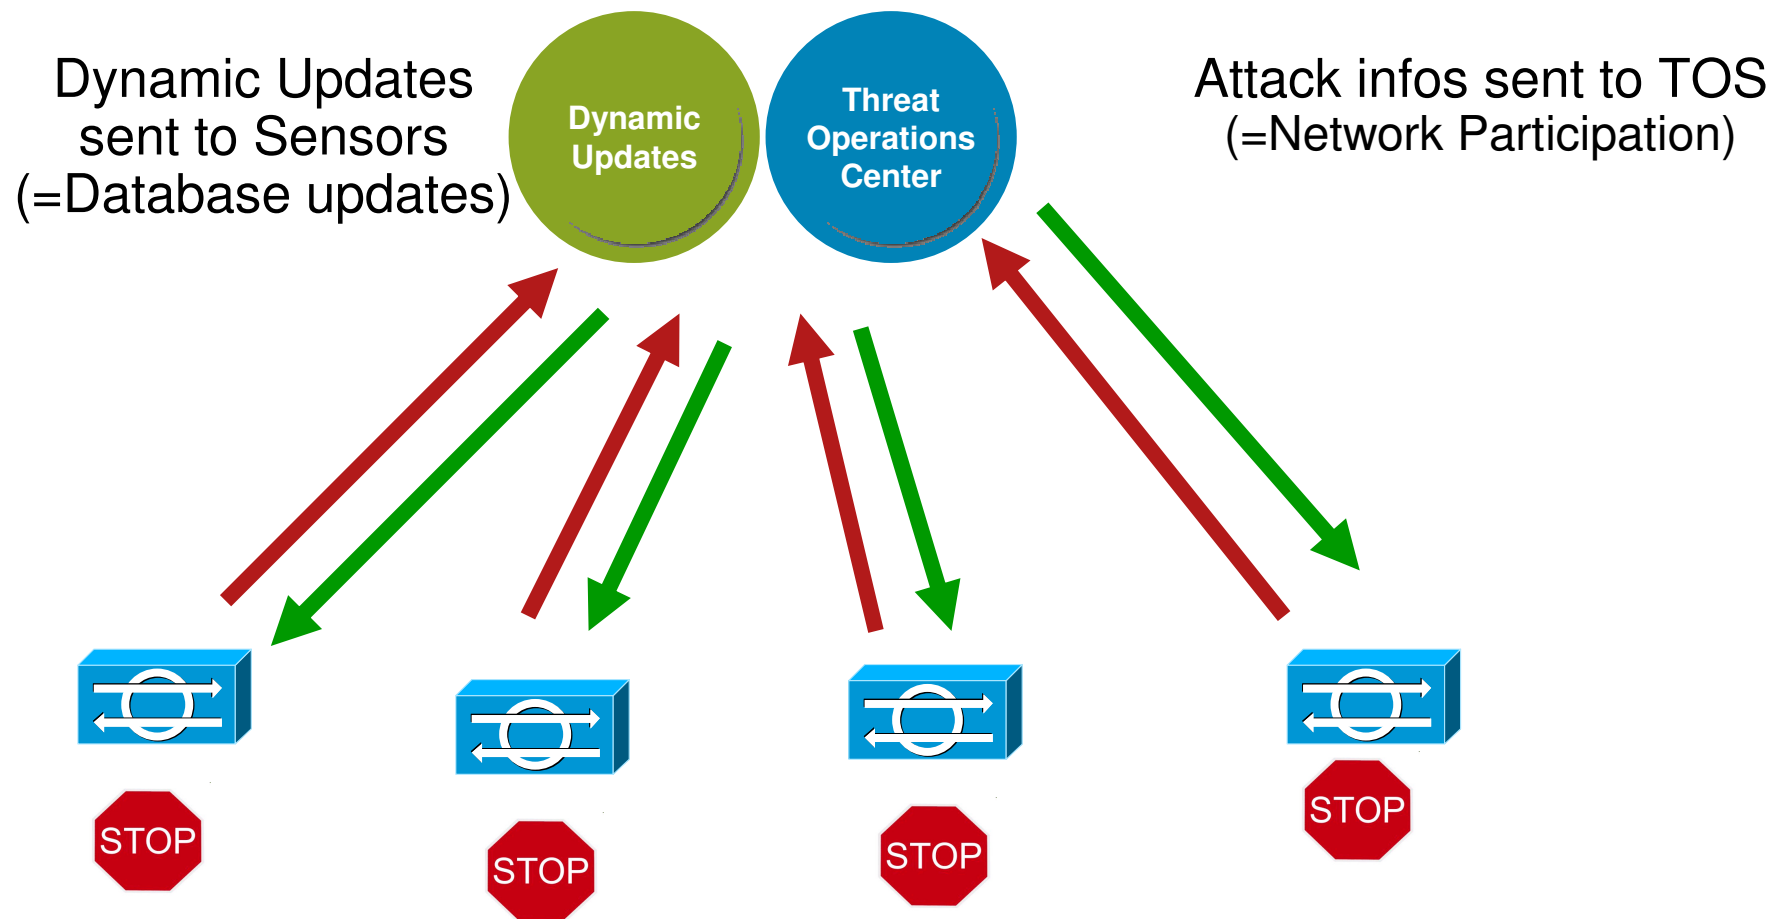 Dynamic Updates
sent to Sensors
(=Database updates)
Dynamic
Updates
Threat
Operations
Center
Attack infos sent to TOS
(=Network Participation)
STOP
STOP
STOP
STOP